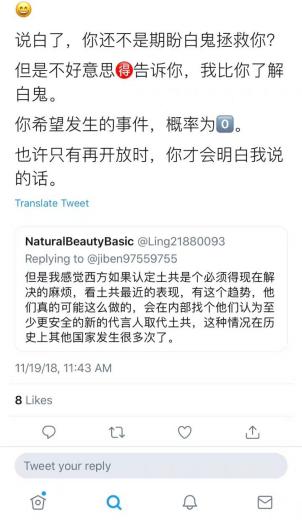 😄
说白了，你还不是期盼白鬼拯救你？
但是不好意思🉐告诉你，我比你了解
白鬼。
你希望发生的事件，概率为0️⃣。
也许只有再开放时，你才会明白我说
的话。
Translate Tweet
NaturalBeautyBasic @Ling21880093
Replying to @jiben97559755
但是我感觉西方如果认定土共是个必须得现在解
决的麻烦，看土共最近的表现，有这个趋势，他
们真的可能这么做的，会在内部找个他们认为至
少更安全的新的代言人取代土共，这种情况在历
史上其他国家发生很多次了。
11/19/18, 11:43 AM
8 Likes
Tweet your reply